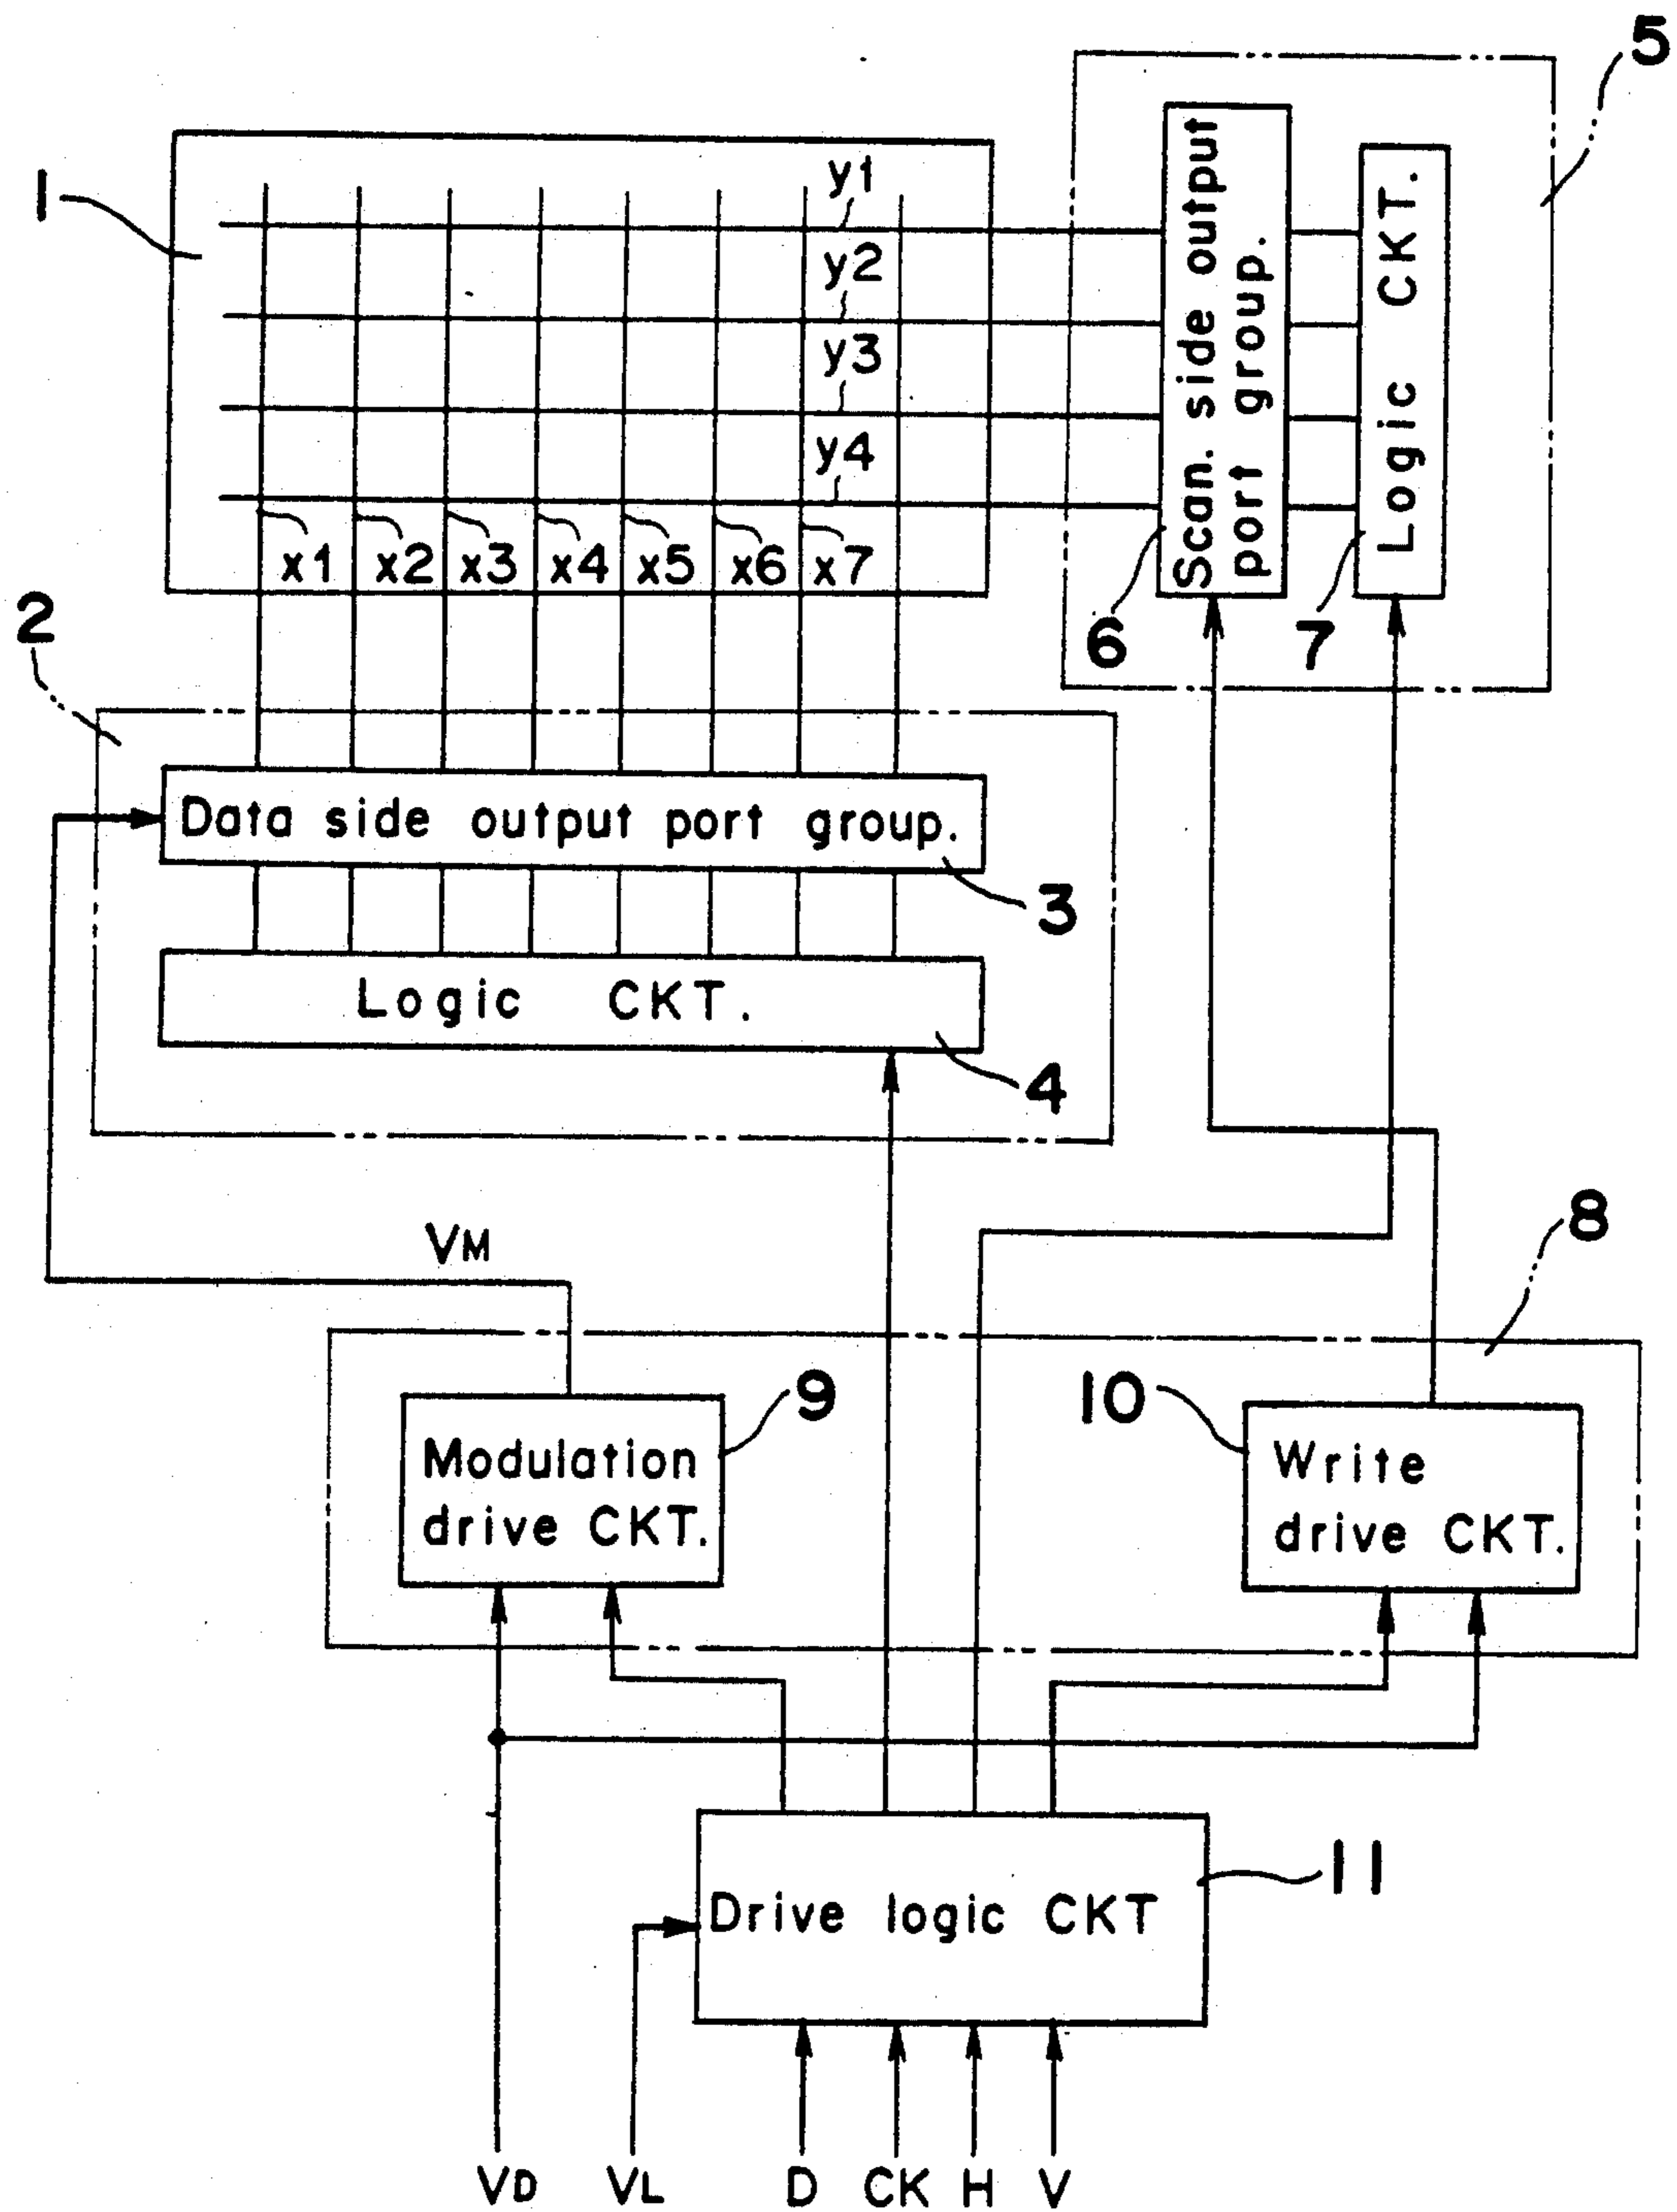 5
1
y1
y2
y3
y4
x1 x2 x3 x4 x5 x6 x7
Scan. side output
port group.
Logic CKT.
6
7
2
Data side output port group.
3
Logic CKT.
4
VM
8
9
10
Modulation
drive CKT.
Write
drive CKT.
11
Drive logic CKT
VD VL D CK H V